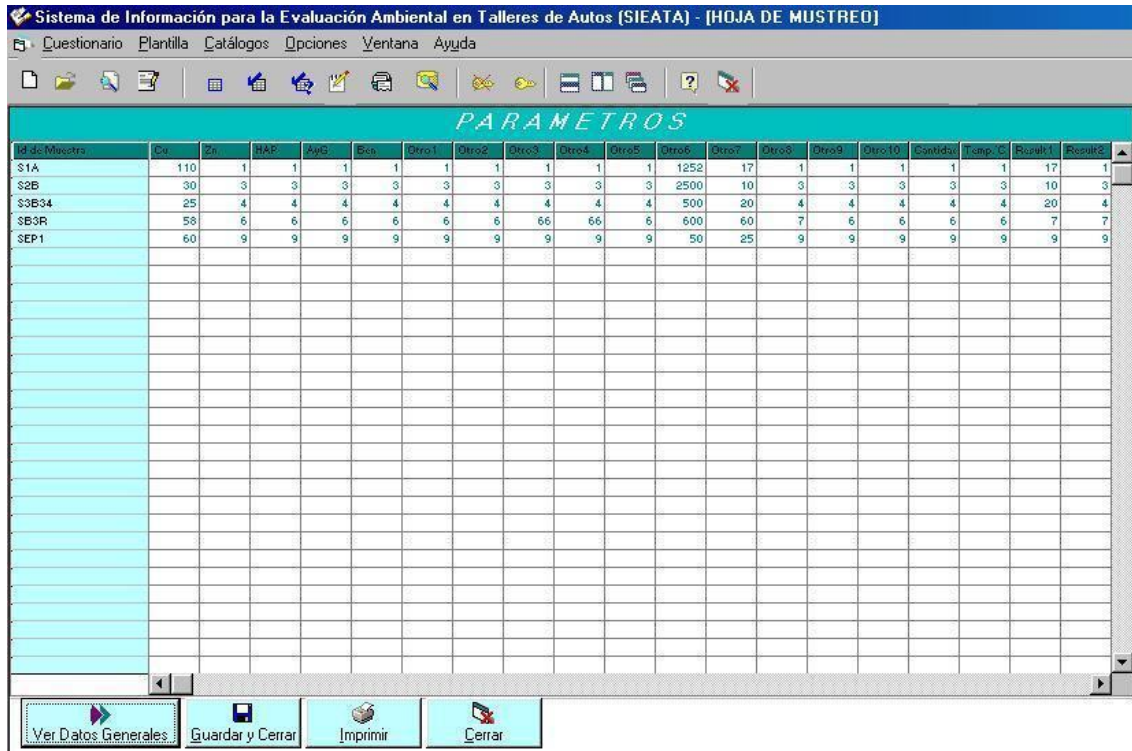 Sistema de Información para la Evaluación Ambiental en Talleres de Autos (SIEATA) - [HOJA DE MUSTREO]
Cuestionario Plantilla Catálogos Opciones Ventana Ayuda
PARAMETROS
Id de Muestra Cu Zn HAP AyG Ben Otro1 Otro2 Otro3 Otro4 Otro5 Otro6 Otro7 Otro8 Otro9 Otro10 Cantidad Temp.°C Result1 Result2
S1A 110 1 1 1 1 1 1 1 1 1 1252 17 1 1 1 1 1 17 1
S2B 30 3 3 3 3 3 3 3 3 3 2500 10 3 3 3 3 3 10 3
S3B34 25 4 4 4 4 4 4 4 4 4 500 20 4 4 4 4 4 20 4
SB3R 58 6 6 6 6 6 6 66 66 6 600 60 7 6 6 6 6 7 7
SEP1 60 9 9 9 9 9 9 9 9 9 50 25 9 9 9 9 9 9 9
Ver Datos Generales Guardar y Cerrar Imprimir Cerrar